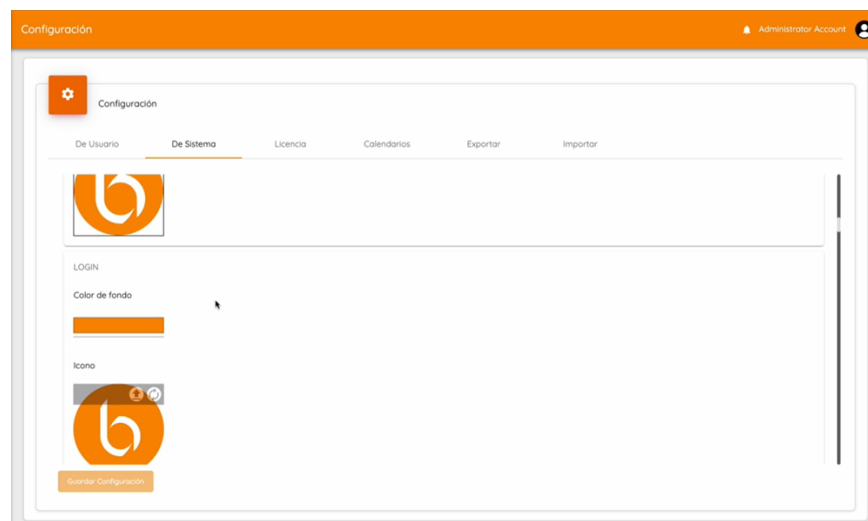 Configuración
Administrator Account
Configuración
De Usuario
De Sistema
Licencia
Calendarios
Exportar
Importar
LOGIN
Color de fondo
Icono
Guardar Configuración